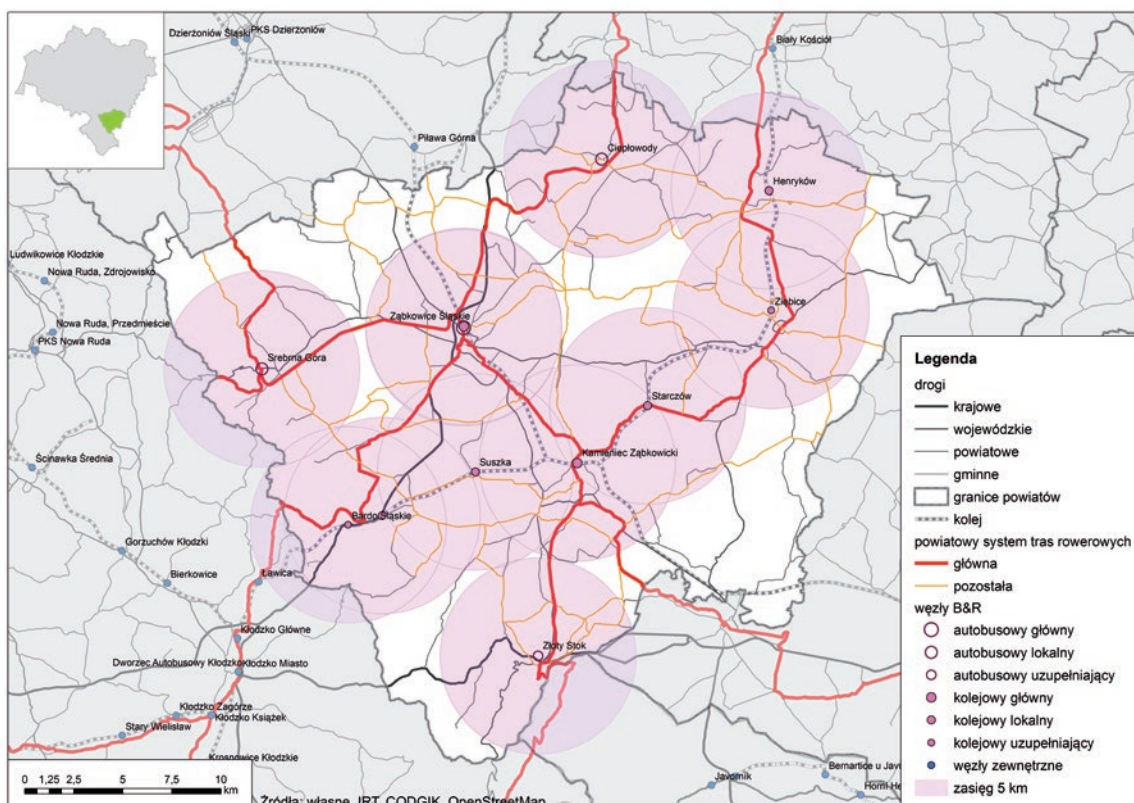 Dzierżoniów Śląski
PKS Dzierżoniów
Biały Kościół
Piława Górna
Ciepłowody
Henryków
Ludwikowice Kłodzkie
Nowa Ruda, Zdrojowisko
Nowa Ruda, Przedmieście
PKS Nowa Ruda
Ząbkowice Śląskie
Ziębice
Srebrna Góra
Starczów
Ścinawka Średnia
Suszka
Kamieniec Ząbkowicki
Bardo Śląskie
Gorzuchów Kłodzki
Bierkowice
Ławica
Kłodzko Główne
Dworzec Autobusowy Kłodzko
Kłodzko Miasto
Złoty Stok
Kłodzko Zagórze
Kłodzko Książek
Stary Wielisław
Krosnowice Kłodzkie
Javornik
Bernartice u Javo
Horní He
Legenda
drogi
krajowe
wojewódzkie
powiatowe
gminne
granice powiatów
kolej
powiatowy system tras rowerowych
główna
pozostała
węzły B&R
autobusowy główny
autobusowy lokalny
autobusowy uzupełniający
kolejowy główny
kolejowy lokalny
kolejowy uzupełniający
węzły zewnętrzne
zasięg 5 km
0 1,25 2,5 5 7,5 10
km
Źródła: własne, IRT, CODGIK, OpenStreetMap